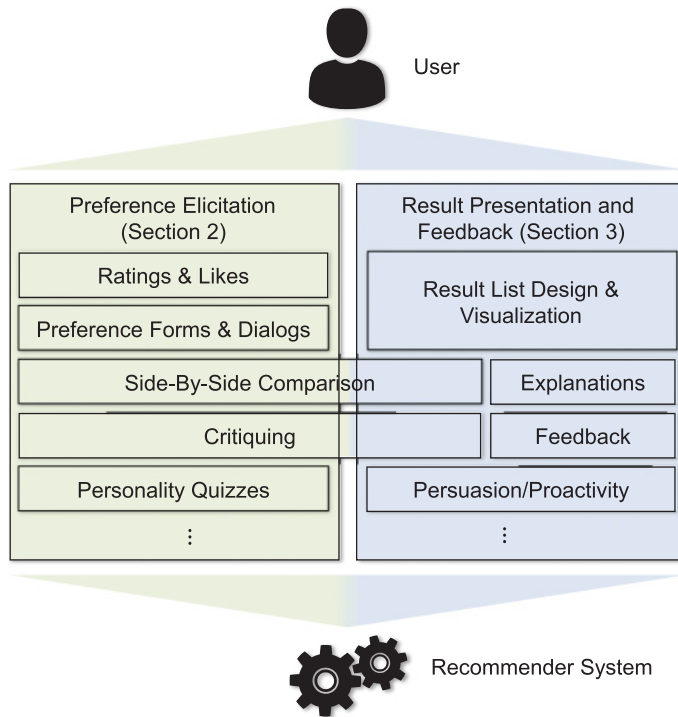 User
Preference Elicitation
(Section 2)
Ratings & Likes
Preference Forms & Dialogs
Result Presentation and
Feedback (Section 3)
Result List Design &
Visualization
Side-By-Side Comparison
Explanations
Critiquing
Feedback
Personality Quizzes
Persuasion/Proactivity
⋮
⋮
Recommender System